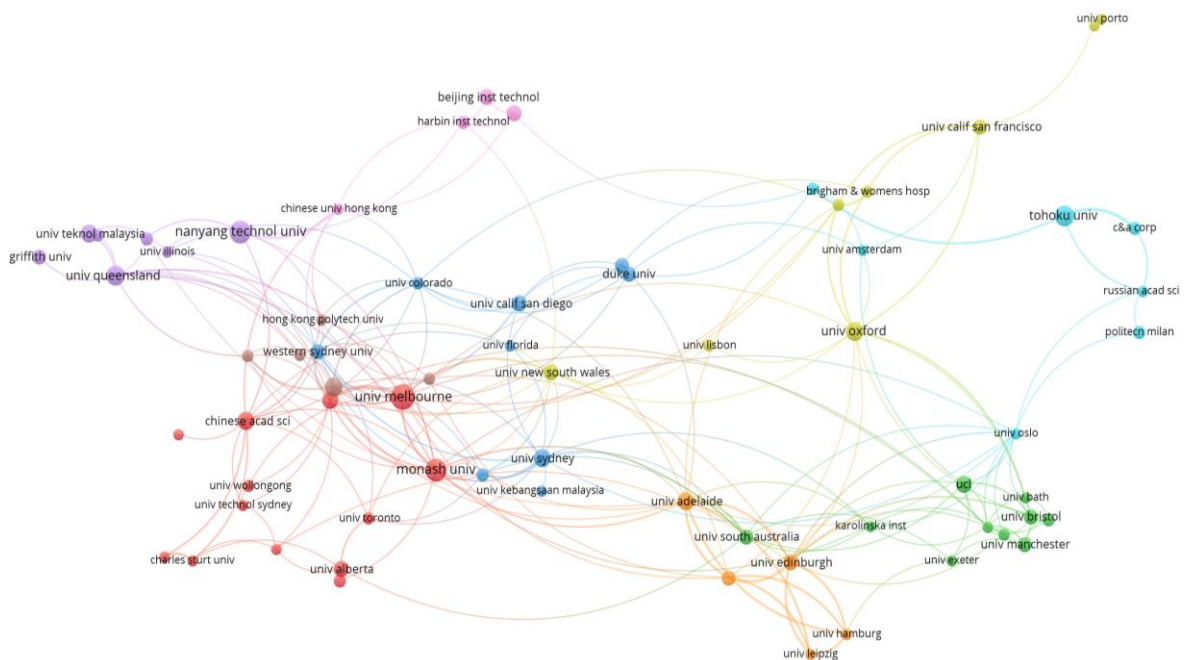 univ porto
beijing inst technol
harbin inst technol
univ calif san francisco
brigham & womens hosp
chinese univ hong kong
tohoku univ
c&a corp
univ teknol malaysia
nanyang technol univ
univ illinois
griffith univ
univ queensland
univ amsterdam
duke univ
univ colorado
russian acad sci
univ calif san diego
hong kong polytech univ
univ oxford
politecn milan
western sydney univ
univ florida
univ lisbon
univ new south wales
univ melbourne
chinese acad sci
univ oslo
univ sydney
monash univ
univ wollongong
univ kebangsaan malaysia
ucl
univ technol sydney
univ adelaide
univ bath
univ toronto
karolinska inst
univ bristol
univ south australia
univ manchester
charles sturt univ
univ exeter
univ edinburgh
univ alberta
univ hamburg
univ leipzig